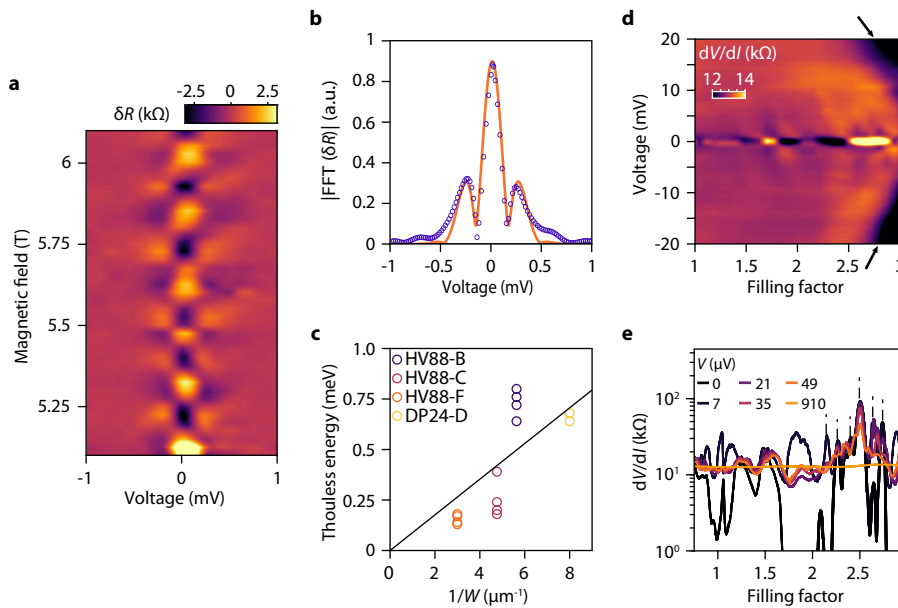 a
δR (kΩ)
-2.5 0 2.5
Magnetic field (T)
6
5.75
5.5
5.25
-1 0 1
Voltage (mV)
b
|FFT (δR)| (a.u.)
1
0.8
0.6
0.4
0.2
0
-1 -0.5 0 0.5 1
Voltage (mV)
c
Thouless energy (meV)
1.0
0.75
0.5
0.25
0
HV88-B
HV88-C
HV88-F
DP24-D
0 2 4 6 8
1/W (μm⁻¹)
d
Voltage (mV)
20
10
0
-10
-20
dV/dI (kΩ)
12 14
1 1.5 2 2.5 3
Filling factor
e
dV/dI (kΩ)
10²
10¹
10⁰
V (μV)
0 21 49
7 35 910
1 1.5 2 2.5
Filling factor